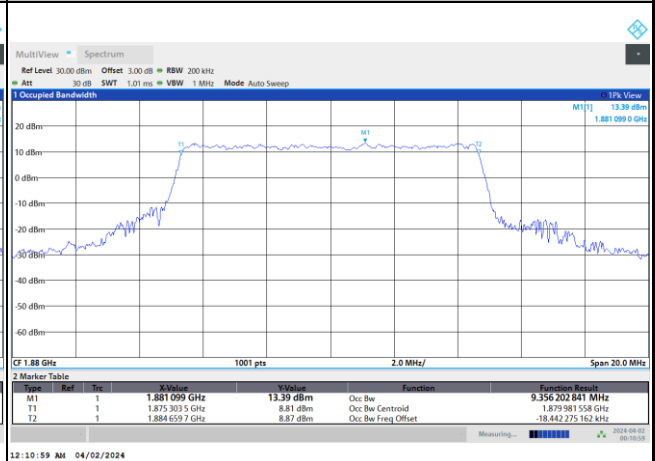 MultiView Spectrum
Ref Level 30.00 dBm Offset 3.00 dB RBW 200 kHz
Att 30 dB SWT 1.01 ms VBW 1 MHz Mode Auto Sweep
1 Occupied Bandwidth 1Pk View
M1[1] 13.39 dBm
1.881 099 0 GHz
20 dBm
M1
T1 T2
10 dBm
0 dBm
-10 dBm
-20 dBm
-30 dBm
-40 dBm
-50 dBm
-60 dBm
CF 1.88 GHz 1001 pts 2.0 MHz/ Span 20.0 MHz
2 Marker Table
Type Ref Trc X-Value Y-Value Function Function Result
M1 1 1.881 099 GHz 13.39 dBm Occ Bw 9.356 202 841 MHz
T1 1 1.875 303 5 GHz 8.81 dBm Occ Bw Centroid 1.879 981 558 GHz
T2 1 1.884 659 7 GHz 8.87 dBm Occ Bw Freq Offset -18.442 275 162 kHz
Measuring... 2024-04-02
00:10:59
12:10:59 AM 04/02/2024